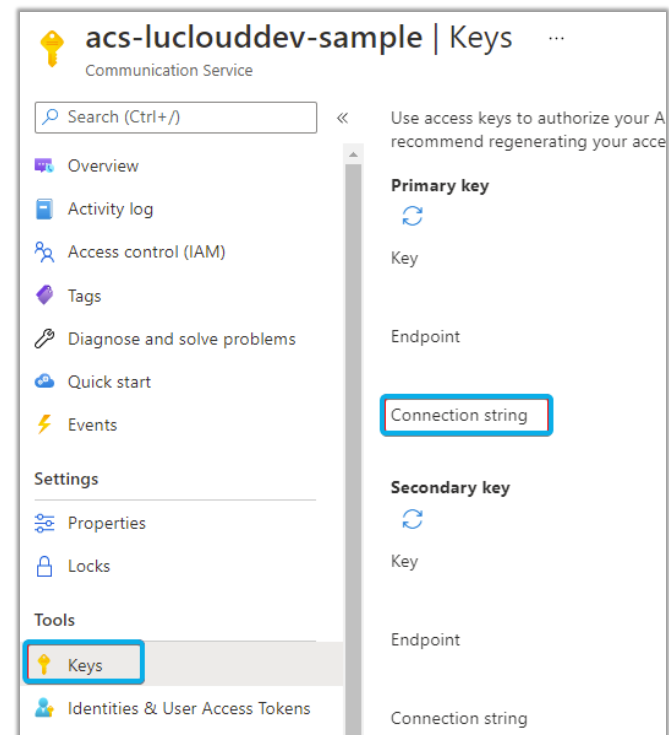 acs-luclouddev-sample | Keys ...
Communication Service
Search (Ctrl+/)
«
Overview
Activity log
Access control (IAM)
Tags
Diagnose and solve problems
Quick start
Events
Settings
Properties
Locks
Tools
Keys
Identities & User Access Tokens
Use access keys to authorize your A
recommend regenerating your acce
Primary key
Key
Endpoint
Connection string
Secondary key
Key
Endpoint
Connection string